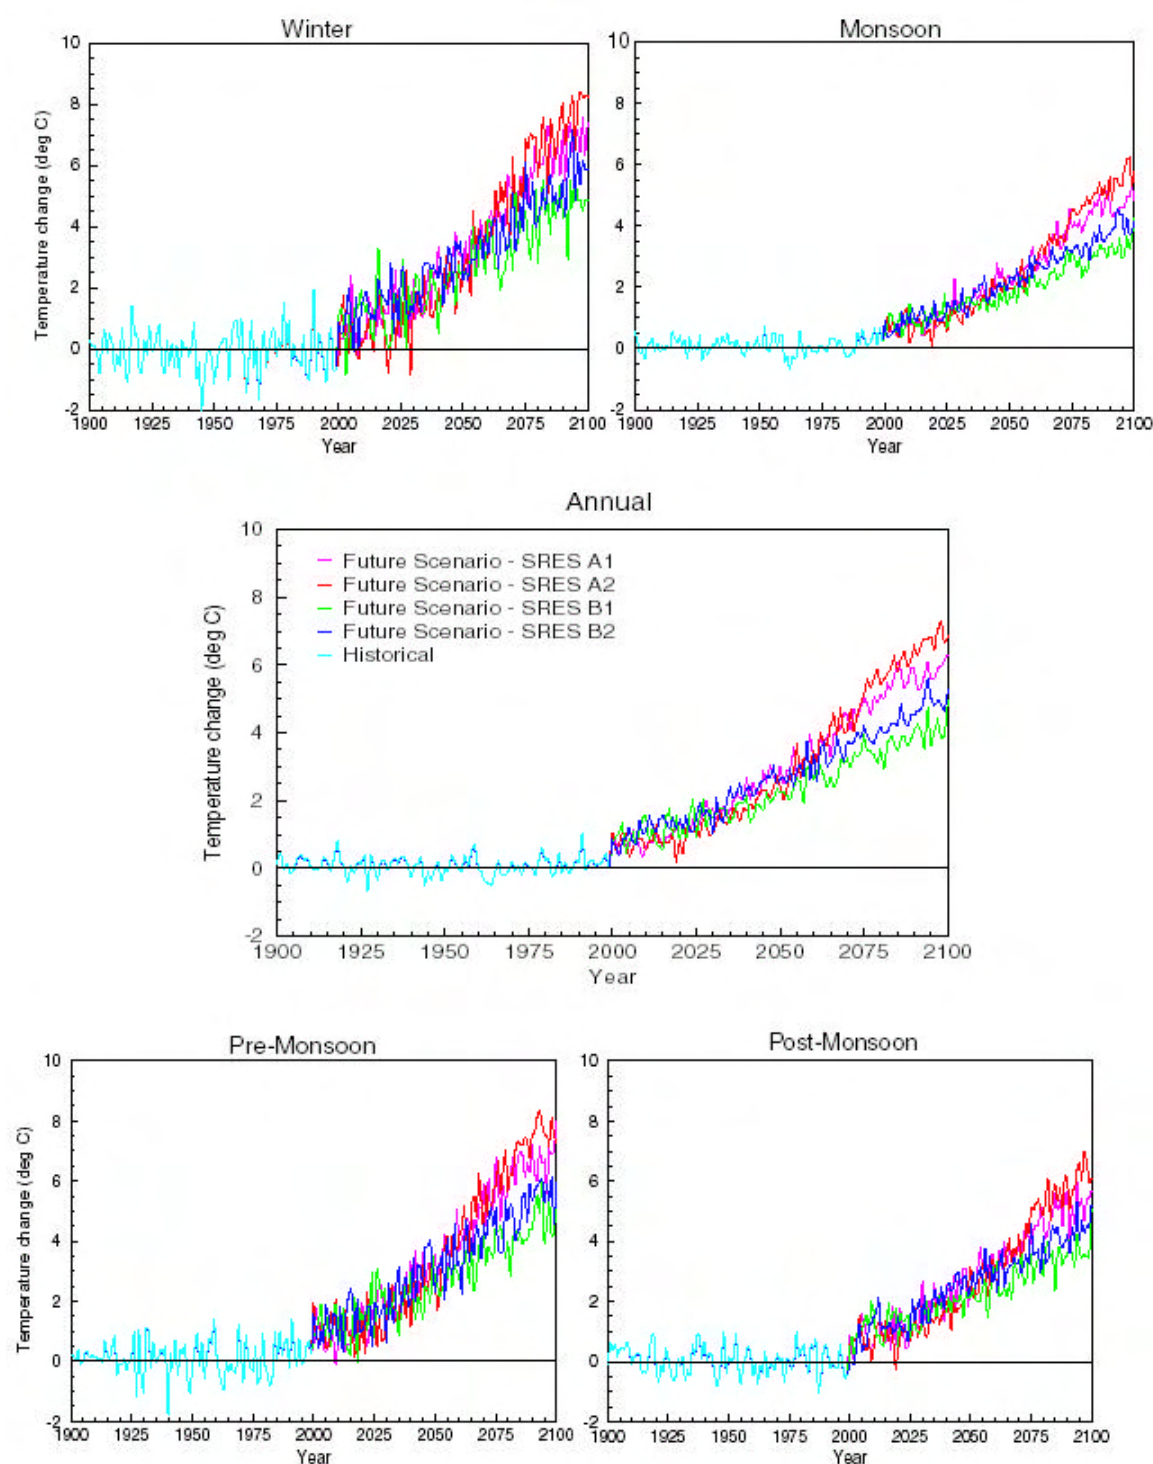 Winter
10
8
6
4
2
0
-2
Temperature change (deg C)
1900 1925 1950 1975 2000 2025 2050 2075 2100
Year
Monsoon
10
8
6
4
2
0
-2
1900 1925 1950 1975 2000 2025 2050 2075 2100
Year
Annual
10
8
6
4
2
0
-2
Temperature change (deg C)
Future Scenario - SRES A1
Future Scenario - SRES A2
Future Scenario - SRES B1
Future Scenario - SRES B2
Historical
1900 1925 1950 1975 2000 2025 2050 2075 2100
Year
Pre-Monsoon
10
8
6
4
2
0
-2
Temperature change (deg C)
1900 1925 1950 1975 2000 2025 2050 2075 2100
Year
Post-Monsoon
10
8
6
4
2
0
-2
1900 1925 1950 1975 2000 2025 2050 2075 2100
Year